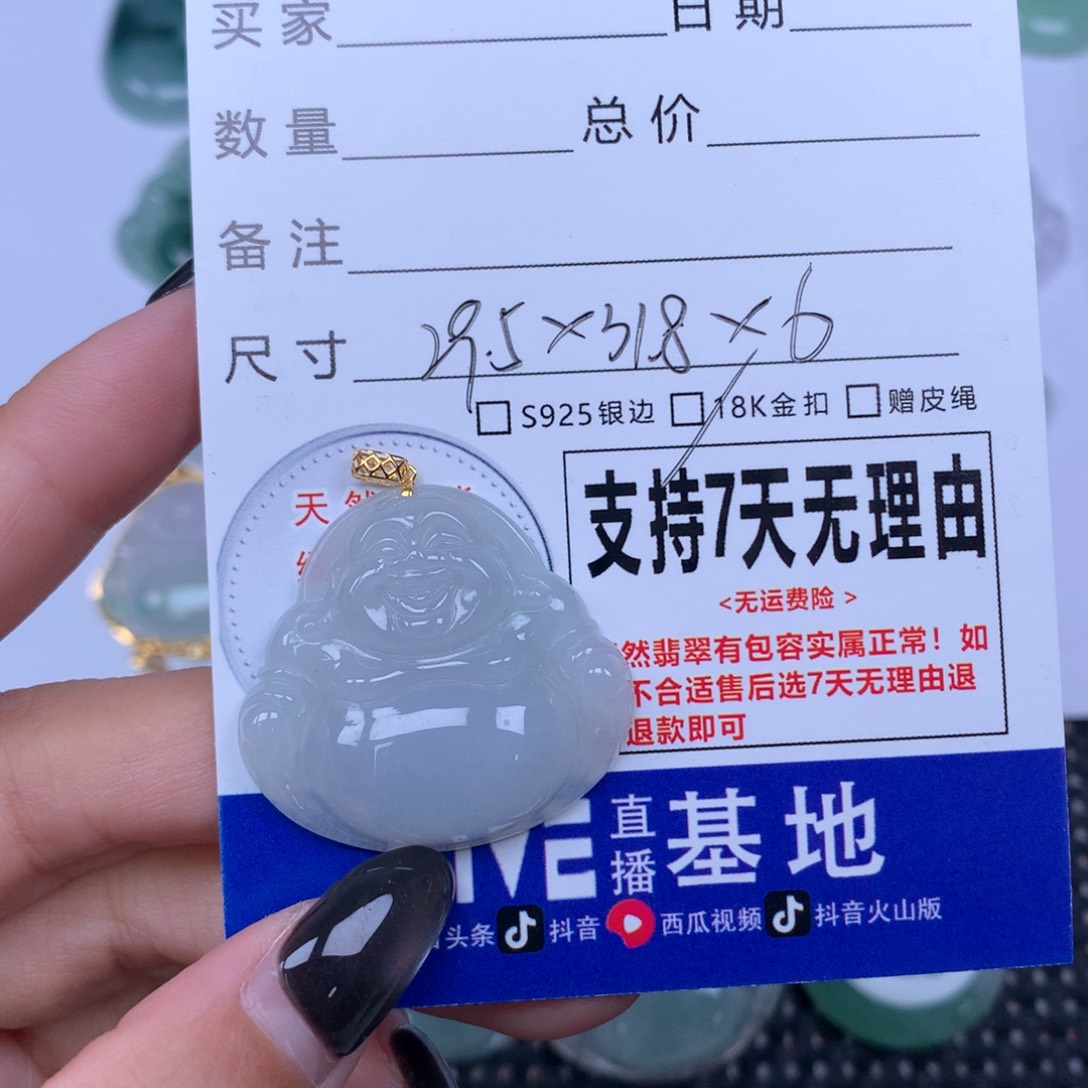 买家 日期
数量 总价
备注
尺寸 29.5×31.8×6
S925银边 18K金扣 赠皮绳
天然
支持7天无理由
<无运费险 >
然翡翠有包容实属正常！如
不合适售后选7天无理由退
退款即可
LIVE 直播 基地
头条 抖音 西瓜视频 抖音火山版